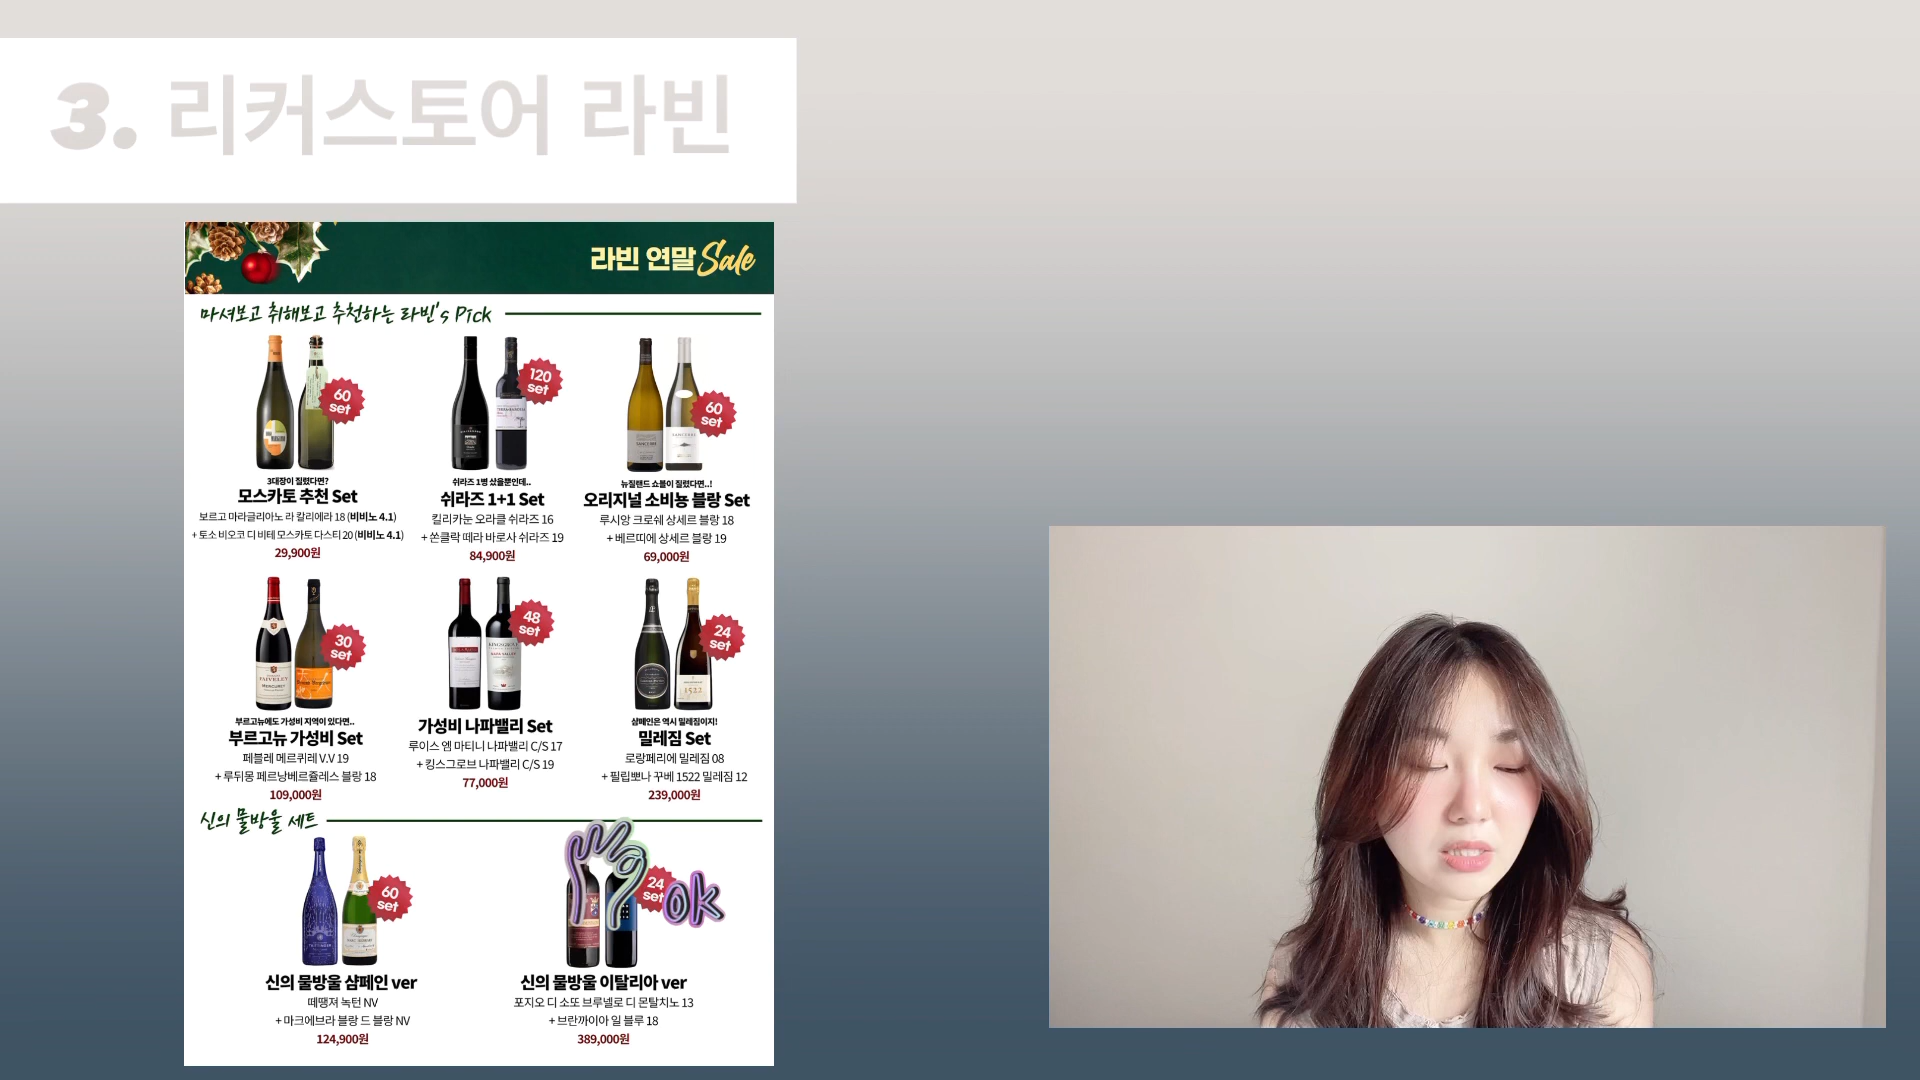 3. 리커스토어 라빈
라빈 연말 Sale
마셔보고 취해보고 추천하는 라빈's Pick
60 set
120 set
60 set
3대장이 질렸다면?
모스카토 추천 Set
보르고 마라글리아노 라 칼리에라 18 (비비노 4.1)
+ 토소 비오코 디 비테 모스카토 다스티 20 (비비노 4.1)
29,900원
쉬라즈 1병 샀을뿐인데..
쉬라즈 1+1 Set
킬리카눈 오라클 쉬라즈 16
+ 쏜클락 떼라 바로사 쉬라즈 19
84,900원
뉴질랜드 쇼블이 질렸다면..!
오리지널 소비뇽 블랑 Set
루시앙 크로쉐 상세르 블랑 18
+ 베르띠에 상세르 블랑 19
69,000원
30 set
48 set
24 set
부르고뉴에도 가성비 지역이 있다면..
부르고뉴 가성비 Set
페블레 메르퀴레 V.V 19
+ 루뒤몽 페르낭베르쥴레스 블랑 18
109,000원
가성비 나파밸리 Set
루이스 엠 마티니 나파밸리 C/S 17
+ 킹스그로브 나파밸리 C/S 19
77,000원
샴페인은 역시 밀레짐이지!
밀레짐 Set
로랑페리에 밀레짐 08
+ 필립뽀나 꾸베 1522 밀레짐 12
239,000원
신의 물방울 세트
60 set
24 set
ok
신의 물방울 샴페인 ver
떼땡져 녹턴 NV
+ 마크에브라 블랑 드 블랑 NV
124,900원
신의 물방울 이탈리아 ver
포지오 디 소또 브루넬로 디 몬탈치노 13
+ 브란까이아 일 블루 18
389,000원